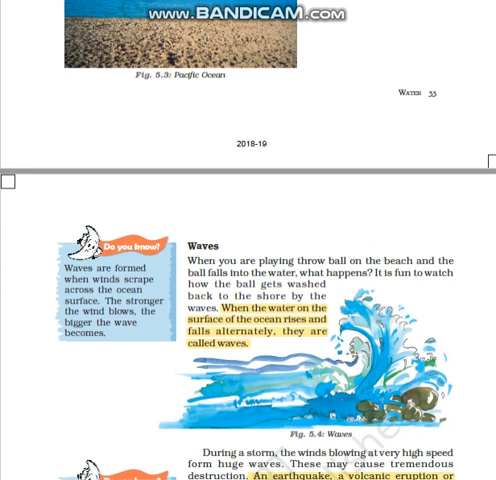 www.BANDICAM.com
Fig. 5.3: Pacific Ocean
WATER 33
2018-19
Do you know?
Waves are formed
when winds scrape
across the ocean
surface. The stronger
the wind blows, the
bigger the wave
becomes.
Waves
When you are playing throw ball on the beach and the
ball falls into the water, what happens? It is fun to watch
how the ball gets washed
back to the shore by the
waves. When the water on the
surface of the ocean rises and
falls alternately, they are
called waves.
Fig. 5.4: Waves
During a storm, the winds blowing at very high speed
form huge waves. These may cause tremendous
destruction. An earthquake, a volcanic eruption or